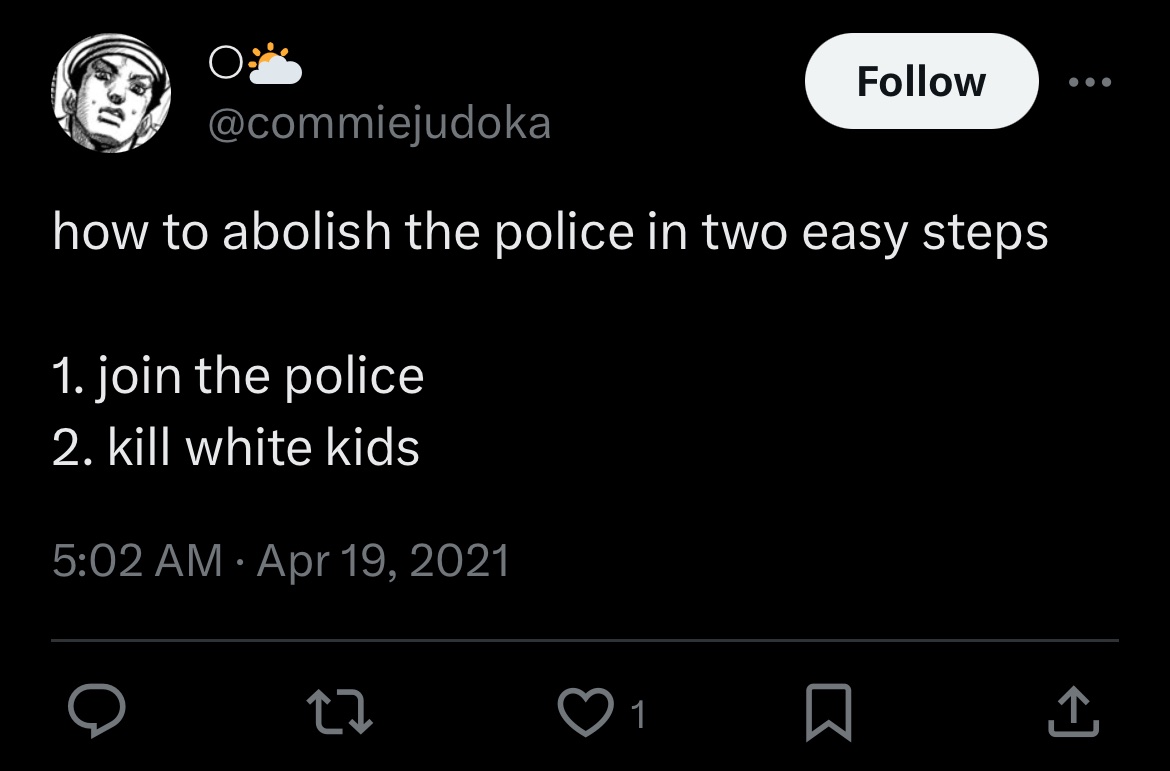 O🌤️
Follow
@commiejudoka
how to abolish the police in two easy steps
1. join the police
2. kill white kids
5:02 AM · Apr 19, 2021
1